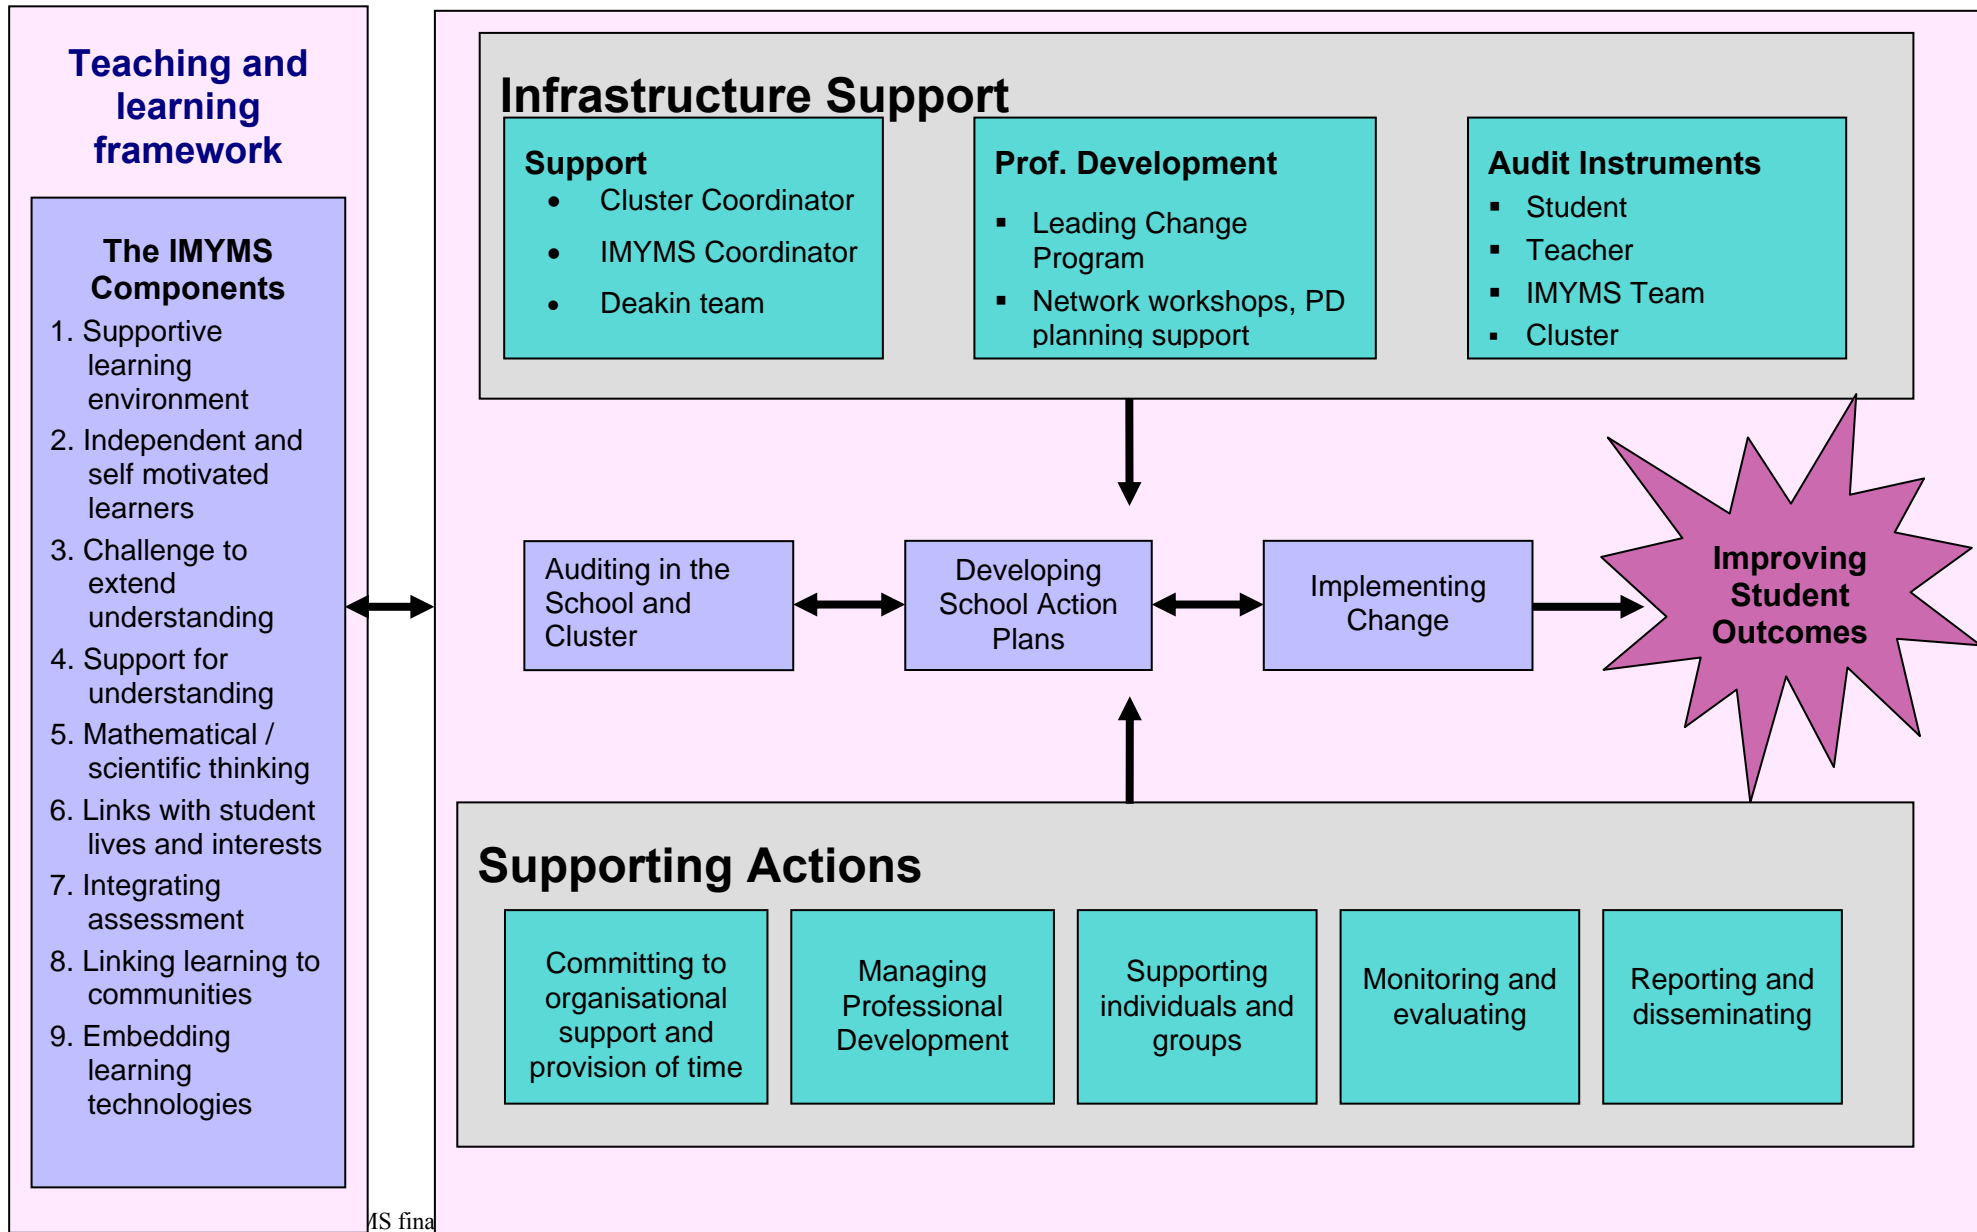 Teaching and
learning
framework
The IMYMS
Components
1. Supportive
learning
environment
2. Independent and
self motivated
learners
3. Challenge to
extend
understanding
4. Support for
understanding
5. Mathematical /
scientific thinking
6. Links with student
lives and interests
7. Integrating
assessment
8. Linking learning to
communities
9. Embedding
learning
technologies
Infrastructure Support
Support
• Cluster Coordinator
• IMYMS Coordinator
• Deakin team
Prof. Development
▪ Leading Change
Program
▪ Network workshops, PD
planning support
Audit Instruments
▪ Student
▪ Teacher
▪ IMYMS Team
▪ Cluster
Auditing in the
School and
Cluster
Developing
School Action
Plans
Implementing
Change
Improving
Student
Outcomes
Supporting Actions
Committing to
organisational
support and
provision of time
Managing
Professional
Development
Supporting
individuals and
groups
Monitoring and
evaluating
Reporting and
disseminating